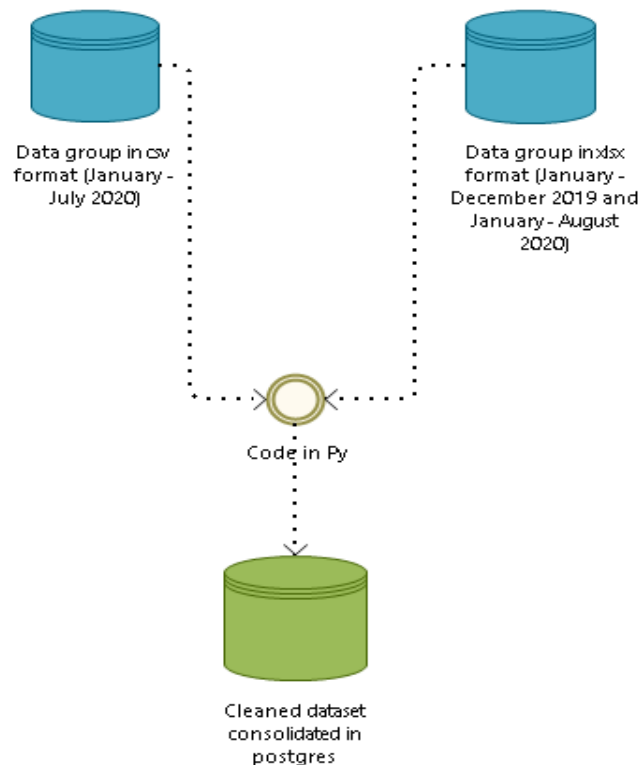 Data group in csv
format (January -
July 2020)
Data group in xlsx
format (January -
December 2019 and
January - August
2020)
Code in Py
Cleaned dataset
consolidated in
postgres